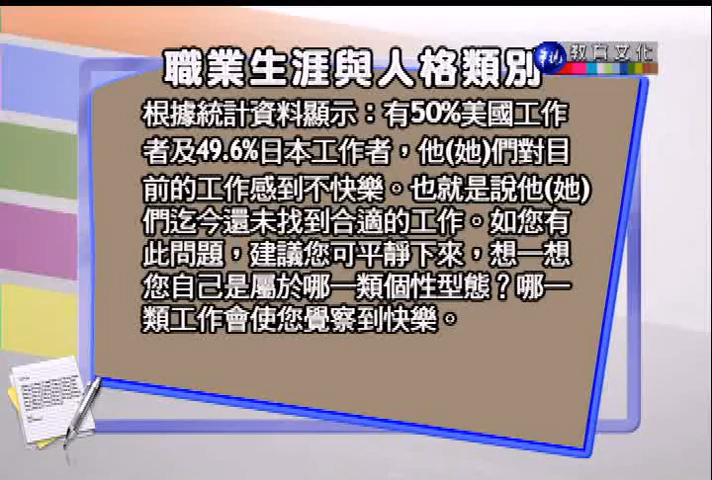 職業生涯與人格類別
教育文化
根據統計資料顯示：有50%美國工作
者及49.6%日本工作者，他(她)們對目
前的工作感到不快樂。也就是說他(她)
們迄今還未找到合適的工作。如您有
此問題，建議您可平靜下來，想一想
您自己是屬於哪一類個性型態？哪一
類工作會使您覺察到快樂。